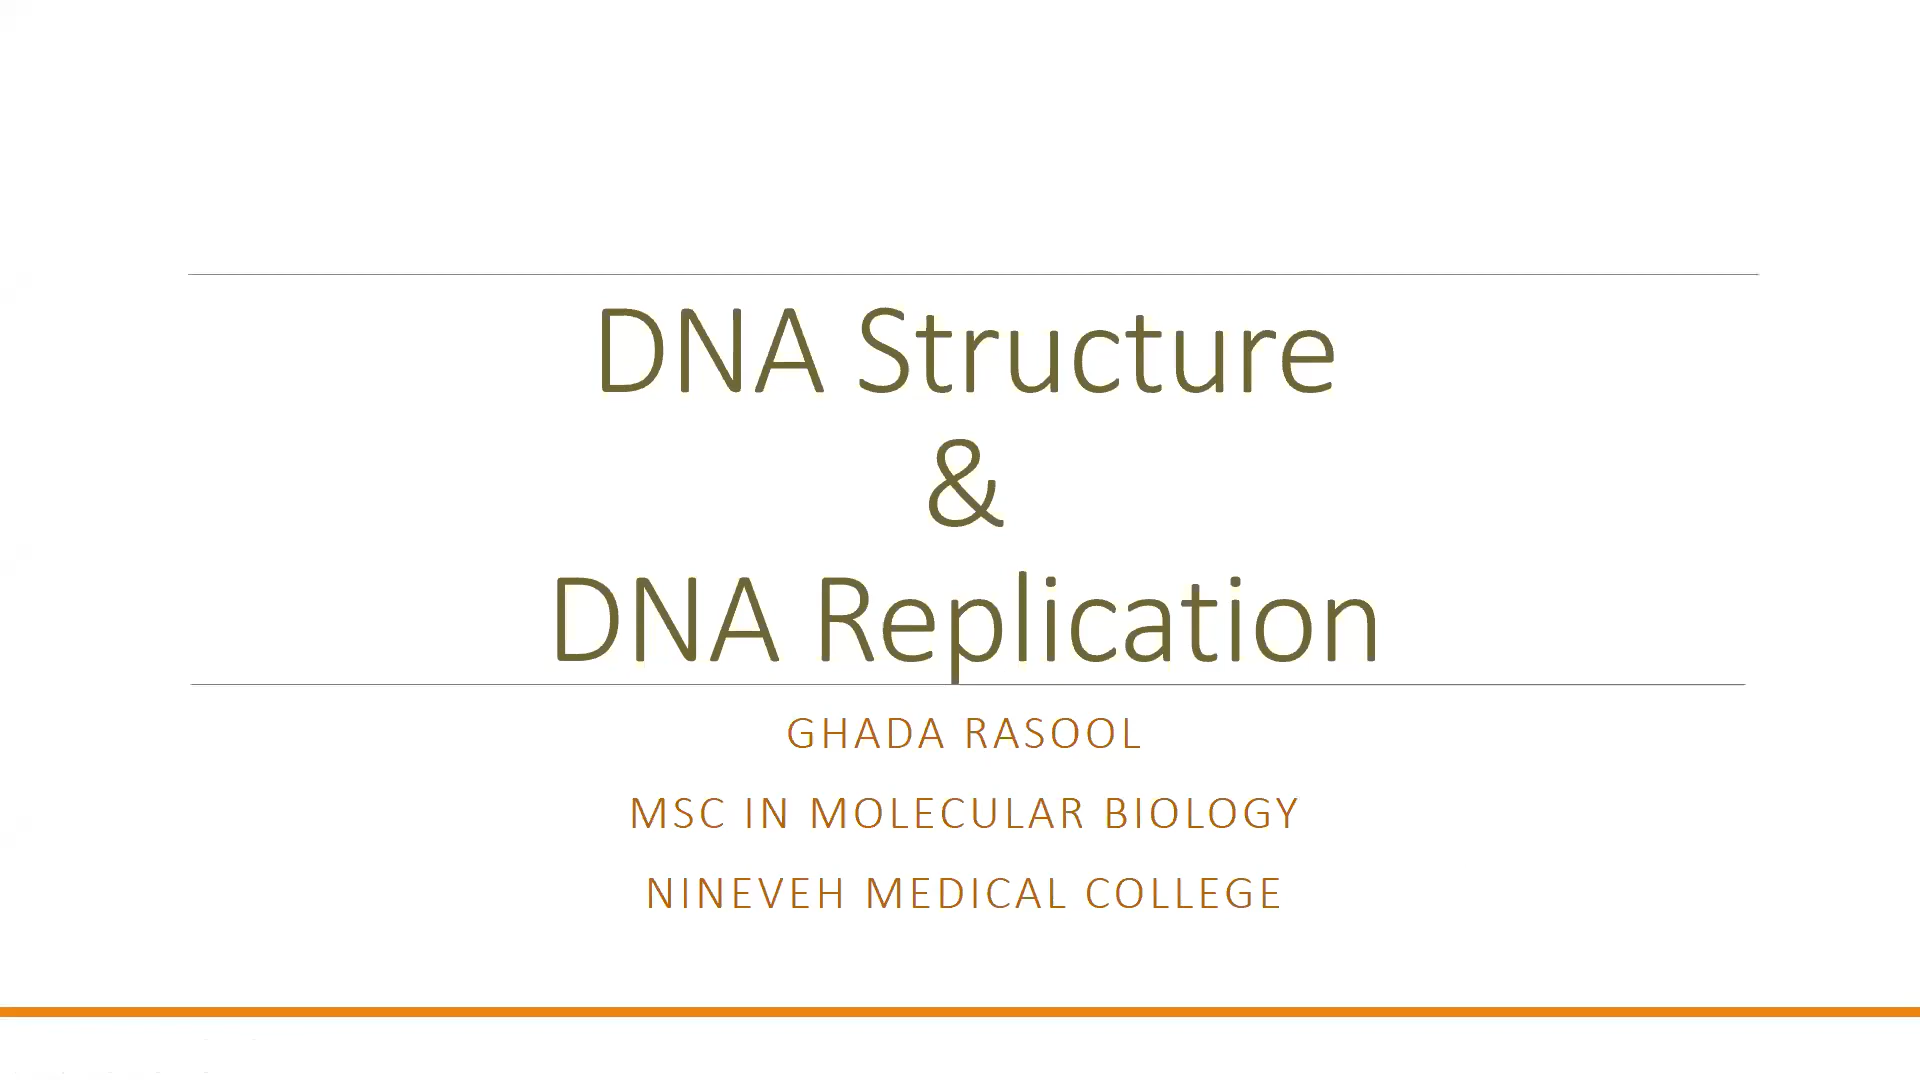 DNA Structure
&
DNA Replication
GHADA RASOOL
MSC IN MOLECULAR BIOLOGY
NINEVEH MEDICAL COLLEGE